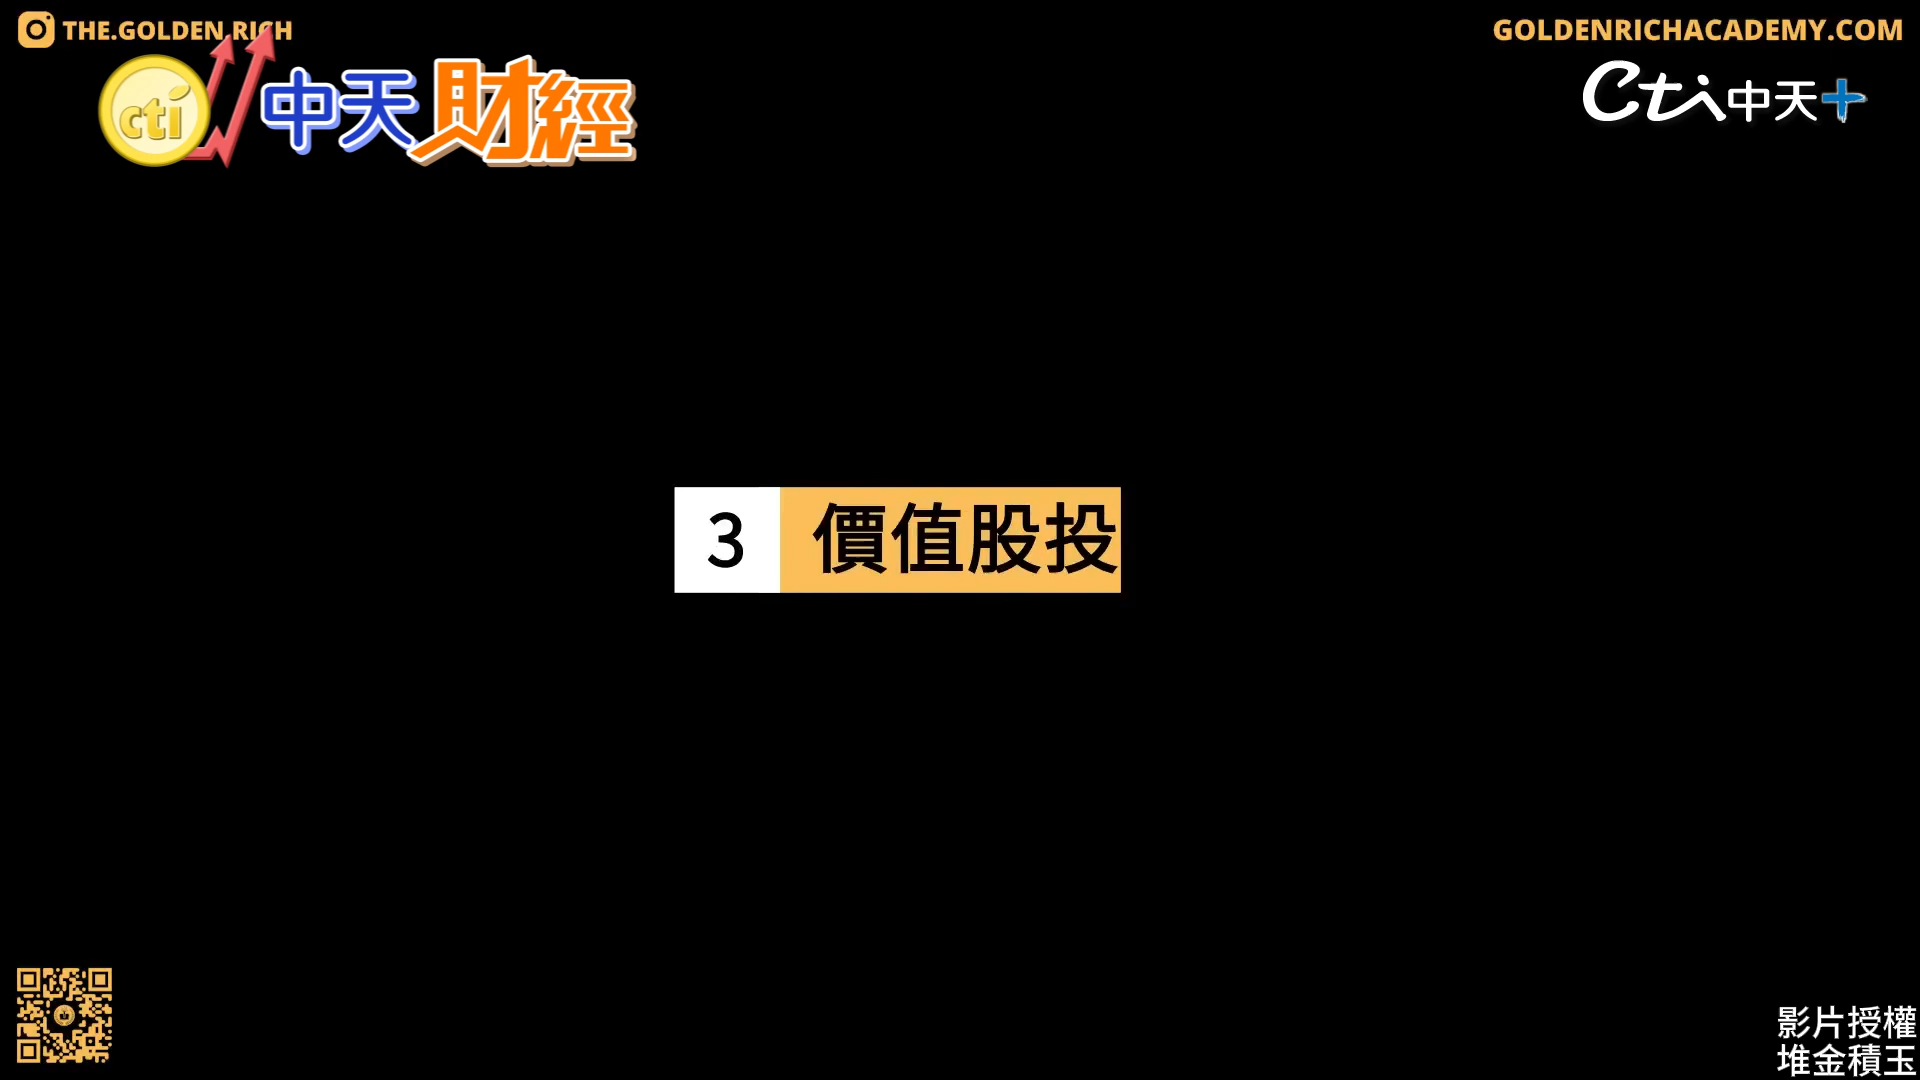 THE.GOLDEN.RICH
GOLDENRICHACADEMY.COM
cti 中天財經
cti中天+
3 價值股投
影片授權
堆金積玉